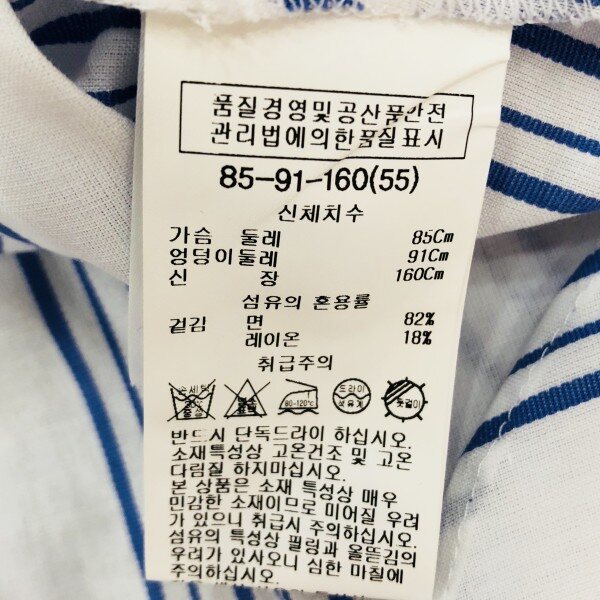 품질경영및공산품안전
관리법에의한품질표시
85-91-160(55)
신체치수
가슴 둘레 85Cm
엉덩이둘레 91Cm
신 장 160Cm
섬유의 혼용률
겉감 면 82%
레이온 18%
취급주의
손세탁
80-120℃
드라이
석유계
옷걸이
반드시 단독드라이 하십시오.
소재특성상 고온건조 및 고온
다림질 하지마십시오.
본 상품은 소재 특성상 매우
민감한 소재이므로 미어질 우려
가 있으니 취급시 주의하십시오.
섬유의 특성상 필링과 올뜯김의
우려가 있사오니 심한 마찰에
주의하십시오.